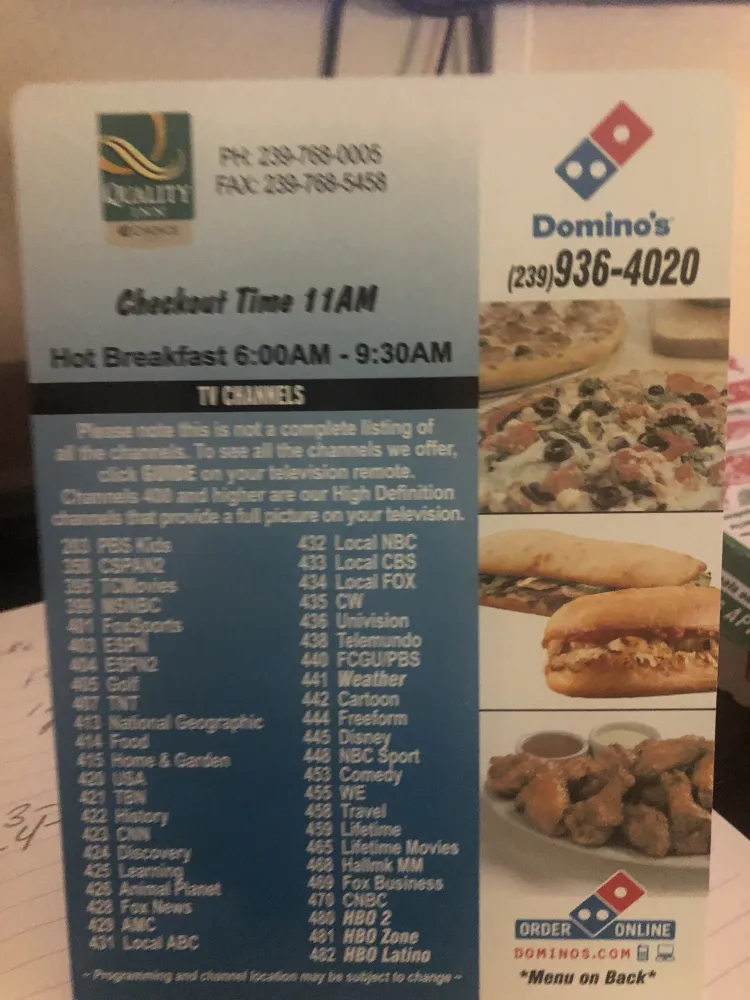 QUALITY
INN
PH: 239-768-0005
FAX: 239-768-5458
Checkout Time 11AM
Hot Breakfast 6:00AM - 9:30AM
TV CHANNELS
Please note this is not a complete listing of
all the channels. To see all the channels we offer,
click GUIDE on your television remote.
Channels 400 and higher are our High Definition
channels that provide a full picture on your television.
203 PBS Kids
350 CSPAN2
395 TCMovies
399 MSNBC
401 FoxSports
403 ESPN
404 ESPN2
405 Golf
407 TNT
413 National Geographic
414 Food
415 Home & Garden
420 USA
421 TBN
422 History
423 CNN
424 Discovery
425 Learning
426 Animal Planet
428 Fox News
429 AMC
431 Local ABC
432 Local NBC
433 Local CBS
434 Local FOX
435 CW
436 Univision
438 Telemundo
440 FCGU/PBS
441 Weather
442 Cartoon
444 Freeform
445 Disney
448 NBC Sport
453 Comedy
455 WE
458 Travel
459 Lifetime
465 Lifetime Movies
468 Hallmk MM
469 Fox Business
470 CNBC
480 HBO 2
481 HBO Zone
482 HBO Latino
~ Programming and channel location may be subject to change ~
Domino's
(239)936-4020
ORDER ONLINE
DOMINOS.COM
*Menu on Back*